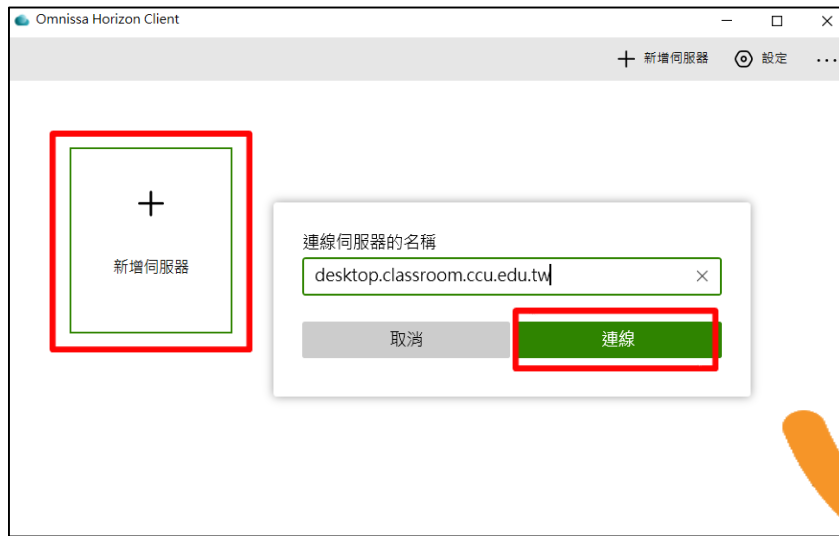 Omnissa Horizon Client
新增伺服器
設定
新增伺服器
連線伺服器的名稱
desktop.classroom.ccu.edu.tw
取消
連線